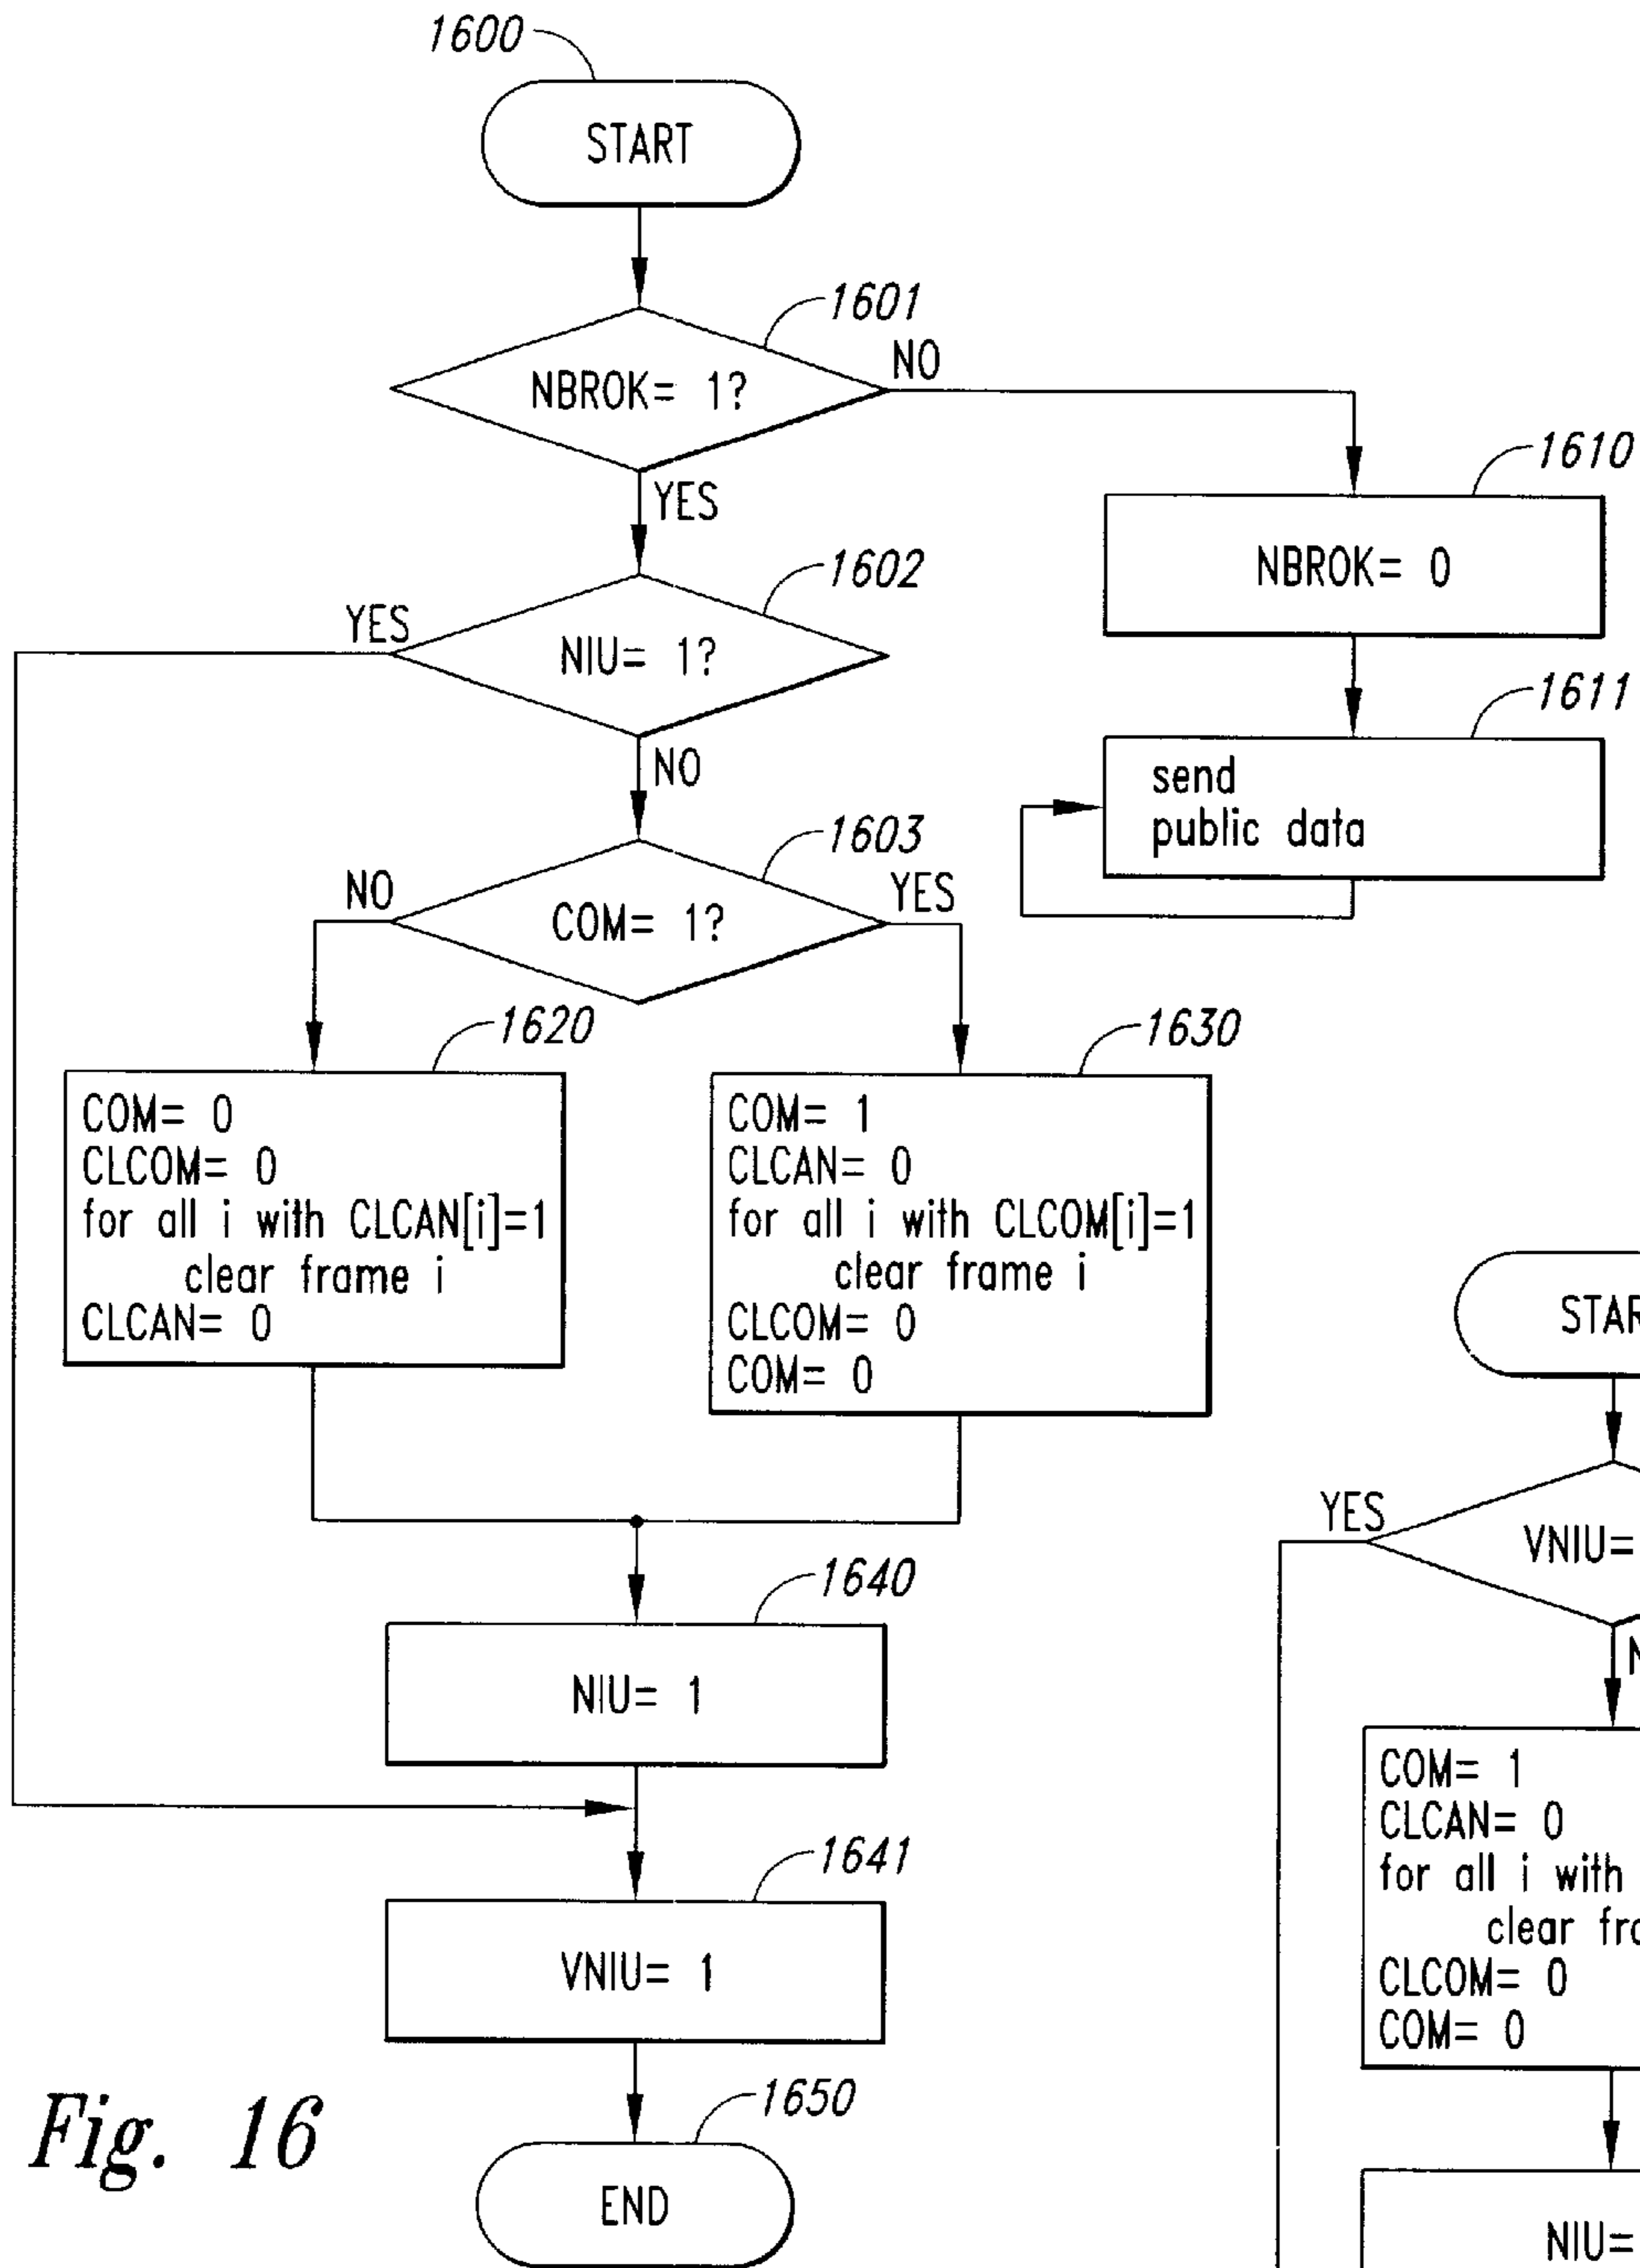 1600
START
1601
NBROK= 1?
NO
YES
1610
NBROK= 0
1602
YES
NIU= 1?
NO
1611
send
public data
1603
NO
COM= 1?
YES
1620
COM= 0
CLCOM= 0
for all i with CLCAN[i]=1
clear frame i
CLCAN= 0
1630
COM= 1
CLCAN= 0
for all i with CLCOM[i]=1
clear frame i
CLCOM= 0
COM= 0
1640
NIU= 1
1641
VNIU= 1
1650
END
Fig. 16
YES
VNIU=
COM= 1
CLCAN= 0
for all i with
clear
CLCOM= 0
COM= 0
NIU=